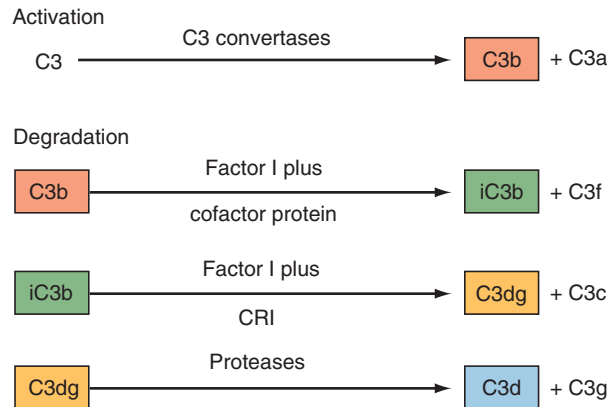 Activation
C3 C3 convertases C3b + C3a
Degradation
C3b Factor I plus cofactor protein iC3b + C3f
iC3b Factor I plus CRI C3dg + C3c
C3dg Proteases C3d + C3g